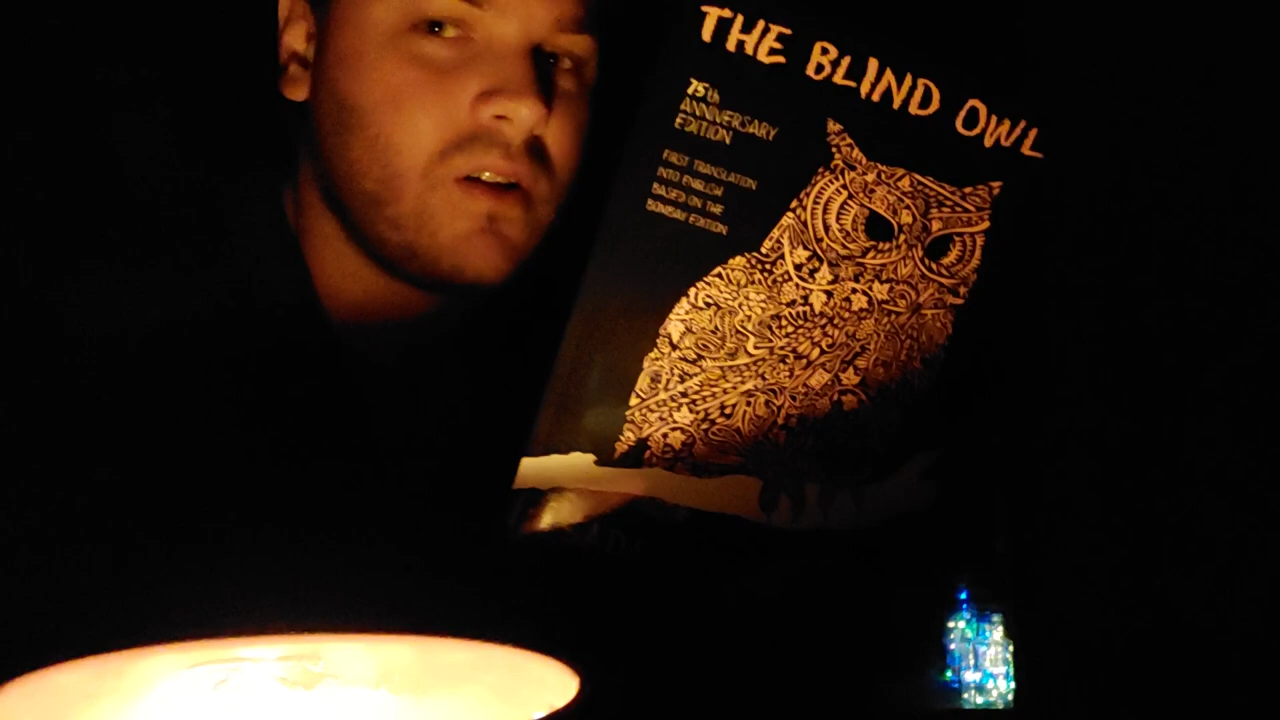 THE BLIND OWL
75th
ANNIVERSARY
EDITION
FIRST TRANSLATION
INTO ENGLISH
BASED ON THE
BOMBAY EDITION